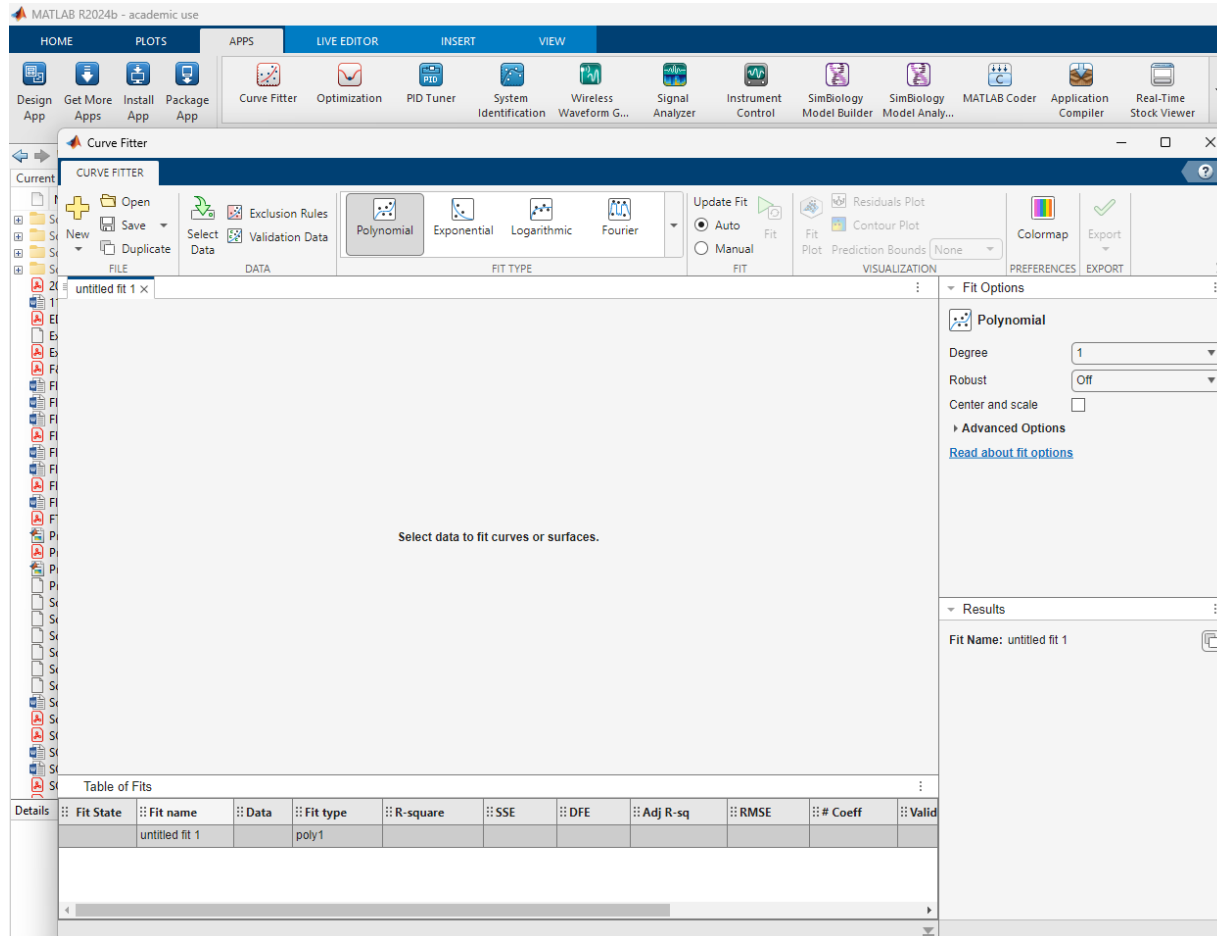 MATLAB R2024b - academic use
HOME PLOTS APPS LIVE EDITOR INSERT VIEW
Design App
Get More Apps
Install App
Package App
Curve Fitter
Optimization
PID Tuner
System Identification
Wireless Waveform G...
Signal Analyzer
Instrument Control
SimBiology Model Builder
SimBiology Model Analy...
MATLAB Coder
Application Compiler
Real-Time Stock Viewer
Curve Fitter
Current
CURVE FITTER
New
Open
Save
Duplicate
FILE
Select Data
Exclusion Rules
Validation Data
DATA
Polynomial
Exponential
Logarithmic
Fourier
FIT TYPE
Update Fit
Auto
Manual
Fit
FIT
Fit Plot
Residuals Plot
Contour Plot
Prediction Bounds None
VISUALIZATION
Colormap
PREFERENCES
Export
EXPORT
untitled fit 1
Select data to fit curves or surfaces.
Fit Options
Polynomial
Degree 1
Robust Off
Center and scale
Advanced Options
Read about fit options
Results
Fit Name: untitled fit 1
Table of Fits
Details
Fit State Fit name Data Fit type R-square SSE DFE Adj R-sq RMSE # Coeff Valid
untitled fit 1 poly1